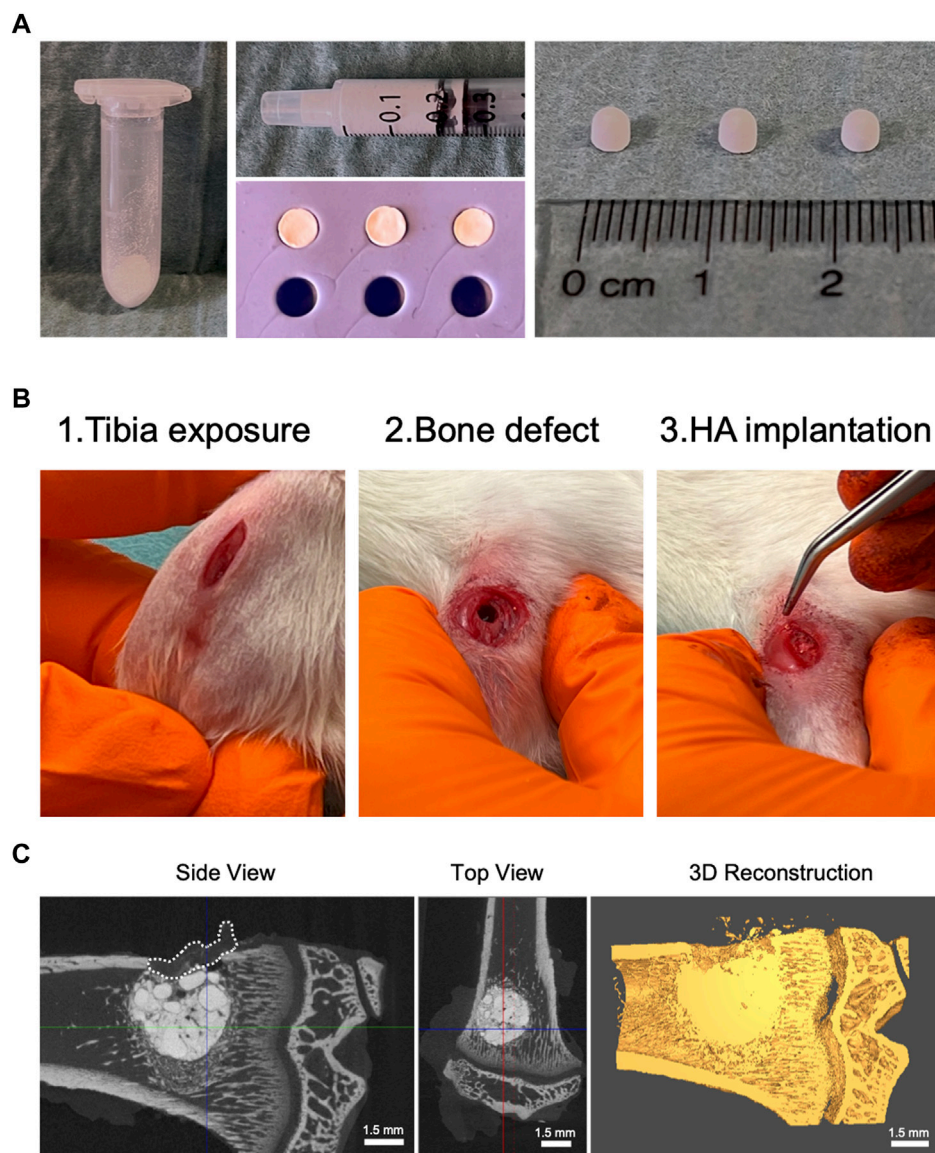 A
0.1
0.2
0.3
0 cm 1 2
B
1.Tibia exposure
2.Bone defect
3.HA implantation
C
Side View
Top View
3D Reconstruction
1.5 mm
1.5 mm
1.5 mm